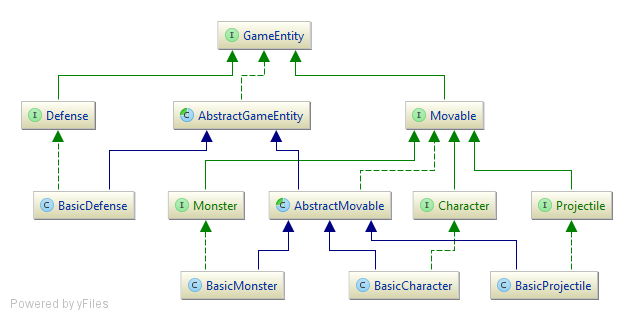 I GameEntity
I Defense
C AbstractGameEntity
I Movable
C BasicDefense
I Monster
C AbstractMovable
I Character
I Projectile
C BasicMonster
C BasicCharacter
C BasicProjectile
Powered by yFiles